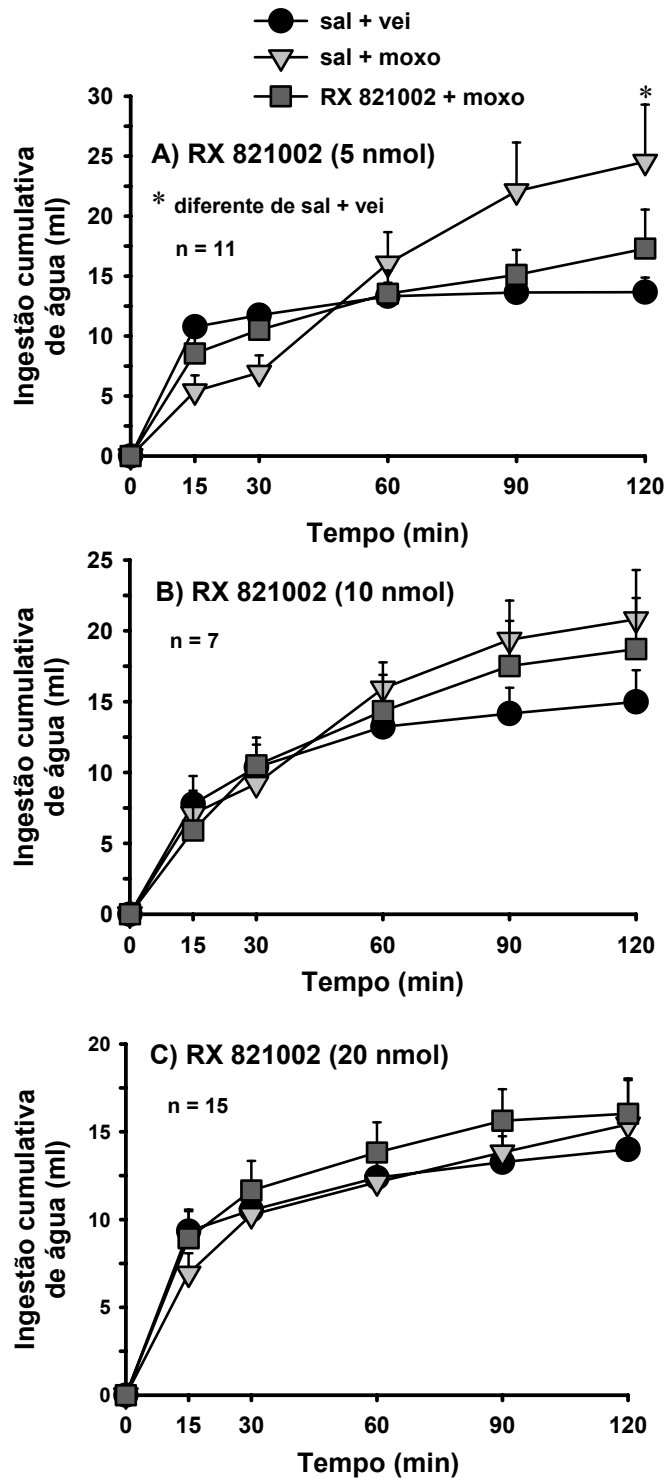 sal + vei
sal + moxo
RX 821002 + moxo
30
25
20
15
10
5
0
*
A) RX 821002 (5 nmol)
* diferente de sal + vei
n = 11
Ingestão cumulativa
de água (ml)
0 15 30 60 90 120
Tempo (min)
25
20
15
10
5
0
B) RX 821002 (10 nmol)
n = 7
Ingestão cumulativa
de água (ml)
0 15 30 60 90 120
Tempo (min)
20
15
10
5
0
C) RX 821002 (20 nmol)
n = 15
Ingestão cumulativa
de água (ml)
0 15 30 60 90 120
Tempo (min)